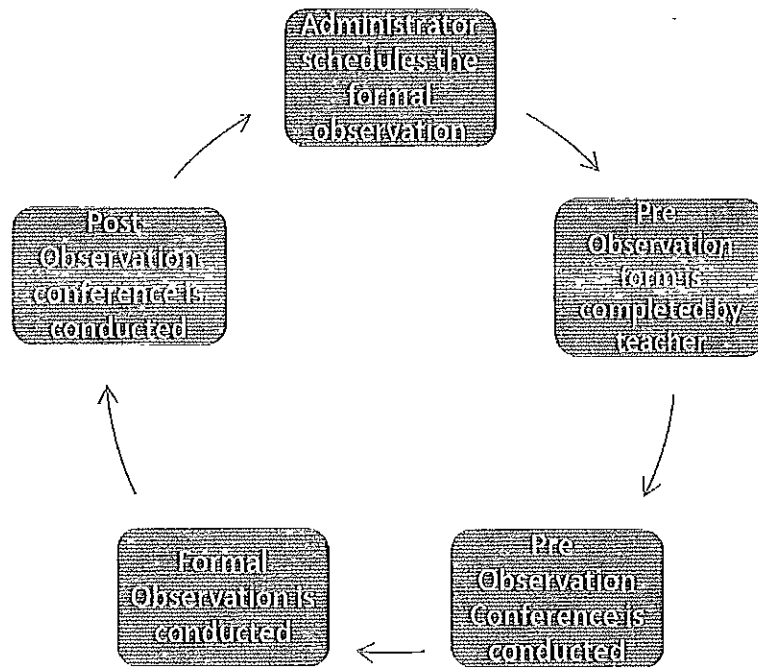 Administrator
schedules the
formal
observation
Pre
Observation
form is
completed by
teacher
Pre
Observation
Conference is
conducted
Formal
Observation is
conducted
Post
Observation
conference is
conducted